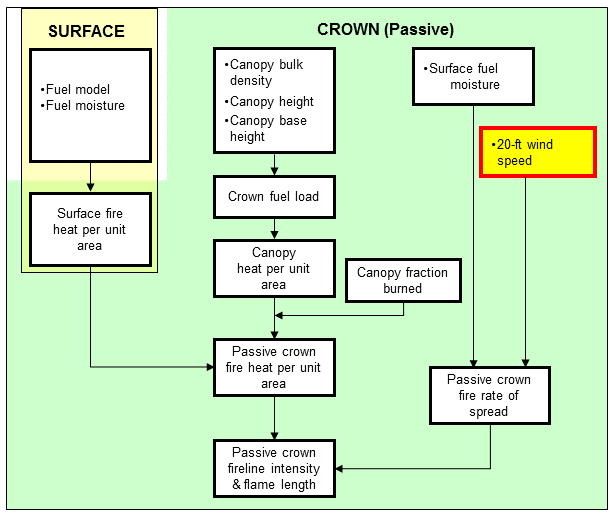 SURFACE
CROWN (Passive)
•Fuel model
•Fuel moisture
•Canopy bulk
density
•Canopy height
•Canopy base
height
•Surface fuel
moisture
•20-ft wind
speed
Crown fuel load
Surface fire
heat per unit
area
Canopy
heat per unit
area
Canopy fraction
burned
Passive crown
fire heat per unit
area
Passive crown
fire rate of
spread
Passive crown
fireline intensity
& flame length